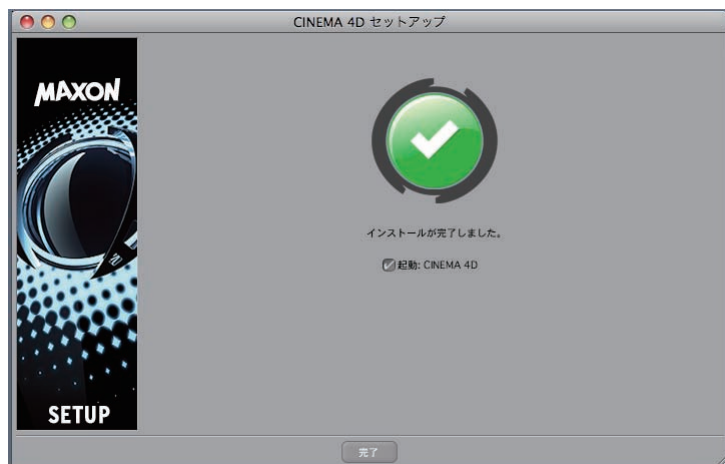 CINEMA 4D セットアップ
MAXON
インストールが完了しました。
起動: CINEMA 4D
SETUP
完了